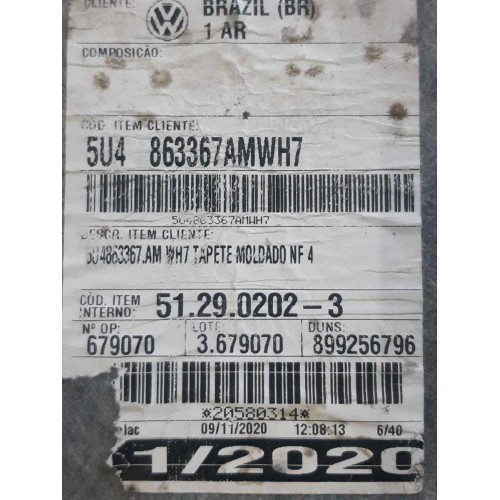 CLIENTE:
BRAZIL (BR)
1 AR
COMPOSICÃO:
CÓD. ITEM CLIENTE:
5U4 863367AMWH7
5U4863367AMWH7
DESCR. ITEM CLIENTE:
5U4863367.AM WH7 TAPETE MOLDADO NF 4
CÓD. ITEM
INTERNO: 51.29.0202-3
Nº OP: LOTE: DUNS:
679070 3.679070 899256796
*20580314*
09/11/2020 12:08:13 6/40
1/2020